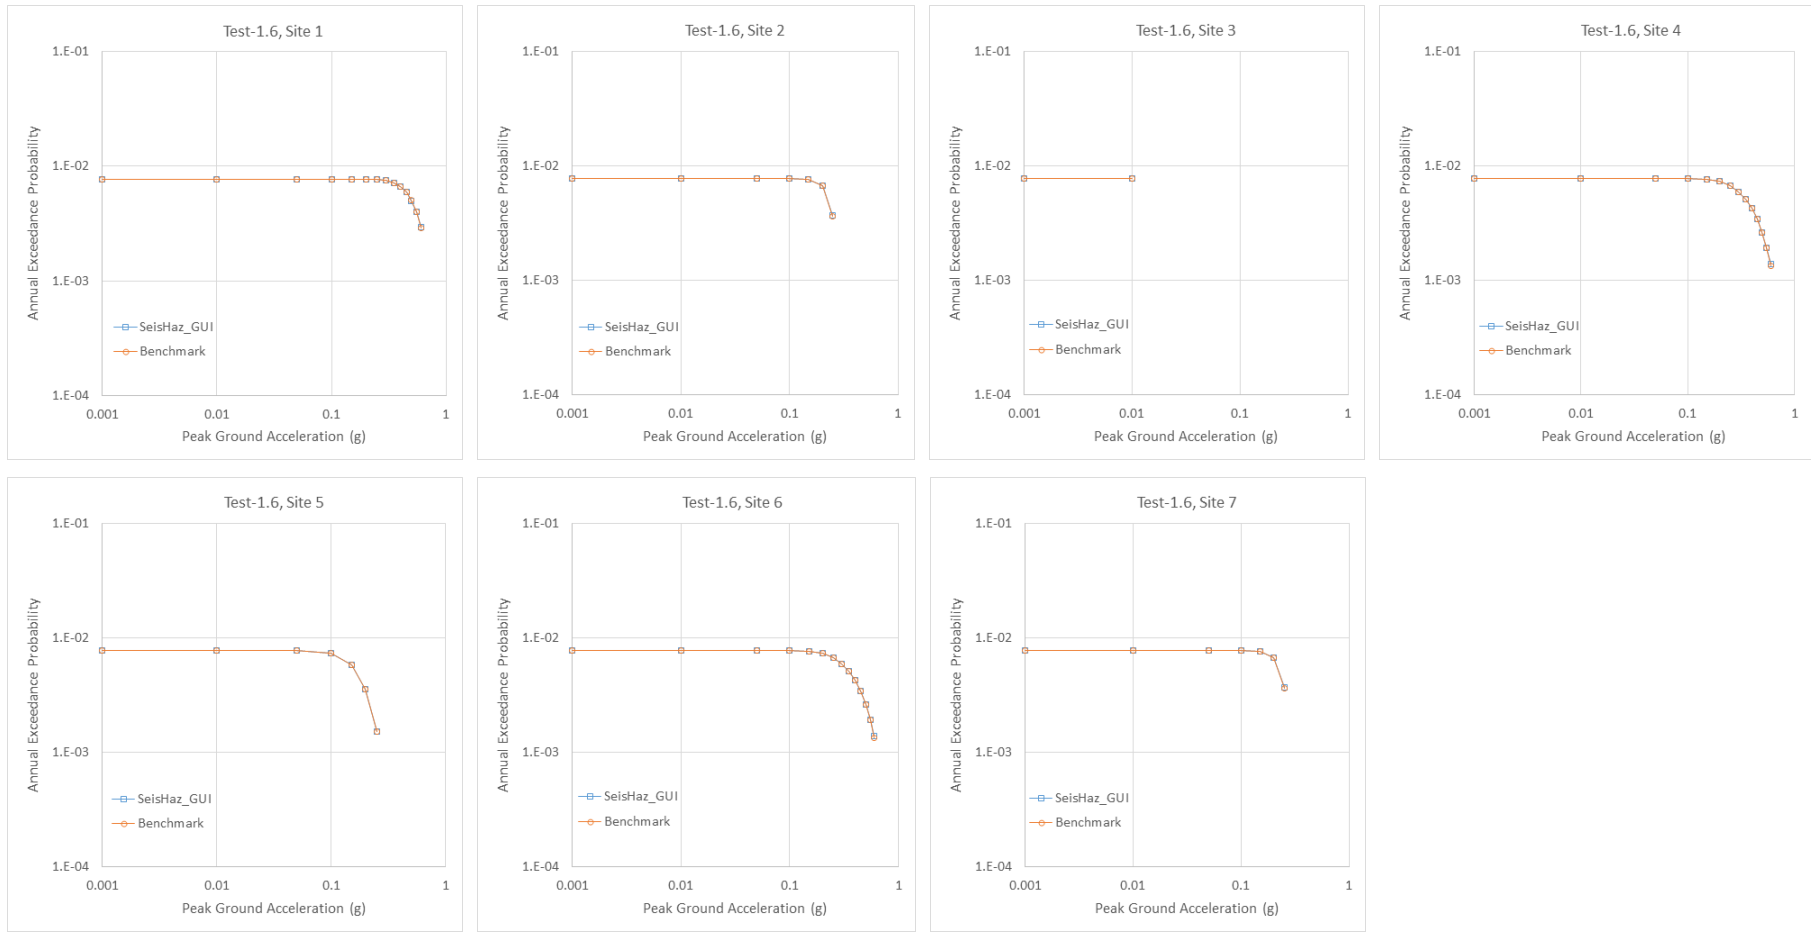 Test-1.6, Site 1
1.E-01
1.E-02
1.E-03
1.E-04
Annual Exceedance Probability
SeisHaz_GUI
Benchmark
0.001 0.01 0.1 1
Peak Ground Acceleration (g)
Test-1.6, Site 2
1.E-01
1.E-02
1.E-03
1.E-04
Annual Exceedance Probability
SeisHaz_GUI
Benchmark
0.001 0.01 0.1 1
Peak Ground Acceleration (g)
Test-1.6, Site 3
1.E-01
1.E-02
1.E-03
1.E-04
Annual Exceedance Probability
SeisHaz_GUI
Benchmark
0.001 0.01 0.1 1
Peak Ground Acceleration (g)
Test-1.6, Site 4
1.E-01
1.E-02
1.E-03
1.E-04
Annual Exceedance Probability
SeisHaz_GUI
Benchmark
0.001 0.01 0.1 1
Peak Ground Acceleration (g)
Test-1.6, Site 5
1.E-01
1.E-02
1.E-03
1.E-04
Annual Exceedance Probability
SeisHaz_GUI
Benchmark
0.001 0.01 0.1 1
Peak Ground Acceleration (g)
Test-1.6, Site 6
1.E-01
1.E-02
1.E-03
1.E-04
Annual Exceedance Probability
SeisHaz_GUI
Benchmark
0.001 0.01 0.1 1
Peak Ground Acceleration (g)
Test-1.6, Site 7
1.E-01
1.E-02
1.E-03
1.E-04
Annual Exceedance Probability
SeisHaz_GUI
Benchmark
0.001 0.01 0.1 1
Peak Ground Acceleration (g)